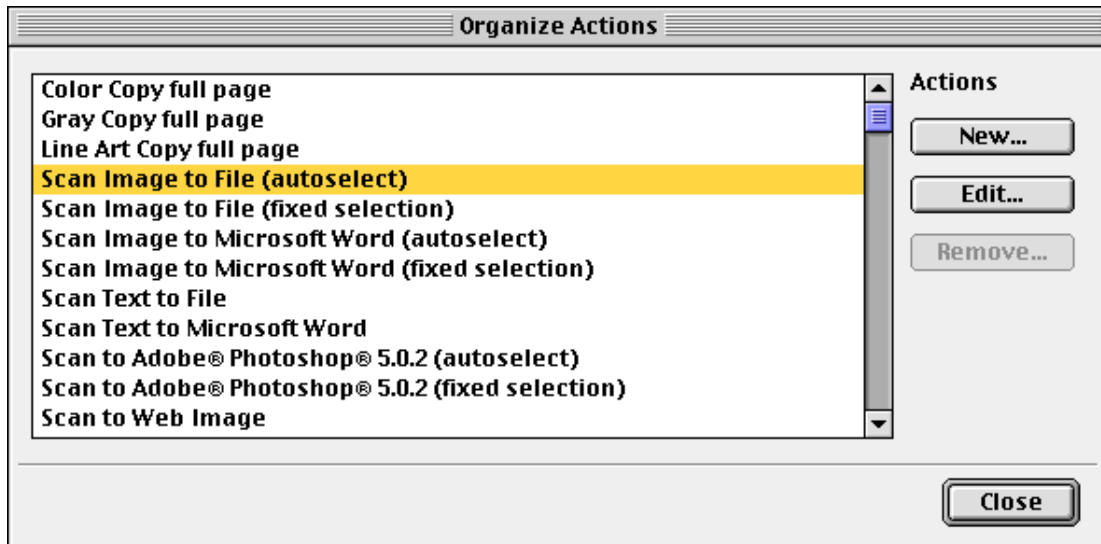 Organize Actions
Color Copy full page
Gray Copy full page
Line Art Copy full page
Scan Image to File (autoselect)
Scan Image to File (fixed selection)
Scan Image to Microsoft Word (autoselect)
Scan Image to Microsoft Word (fixed selection)
Scan Text to File
Scan Text to Microsoft Word
Scan to Adobe® Photoshop® 5.0.2 (autoselect)
Scan to Adobe® Photoshop® 5.0.2 (fixed selection)
Scan to Web Image
Actions
New...
Edit...
Remove...
Close